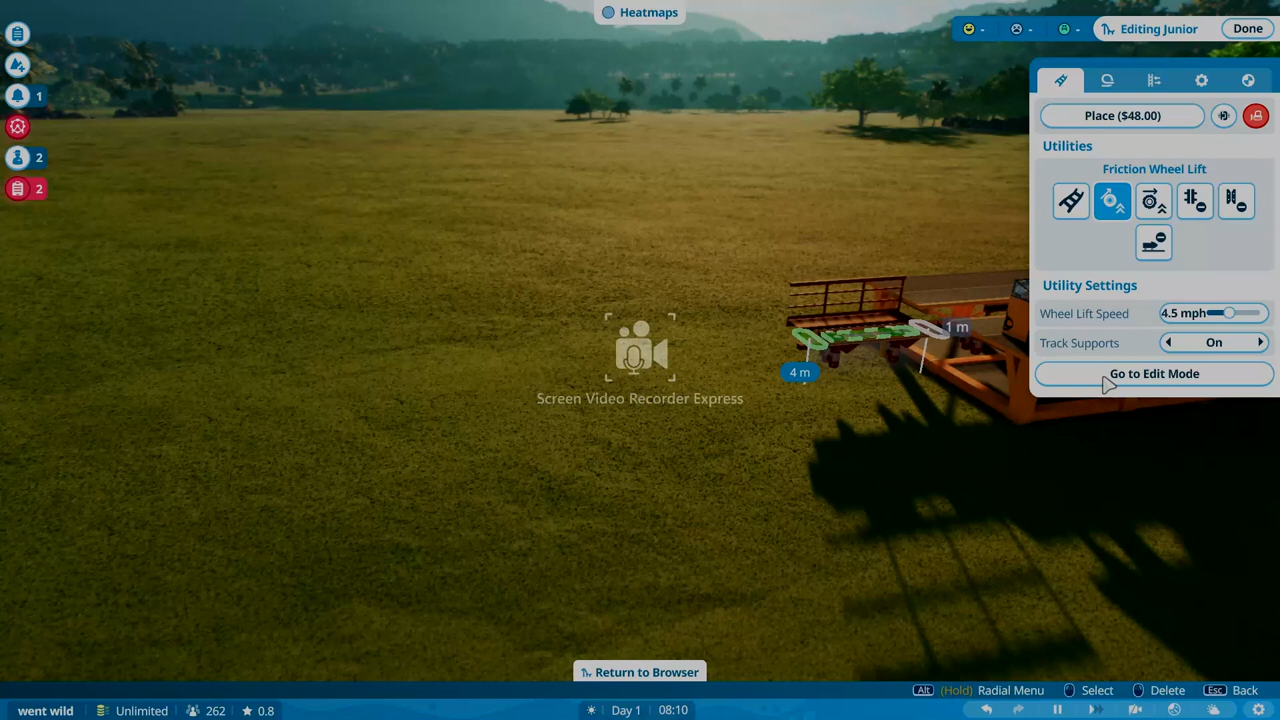 Heatmaps
- - -
Editing Junior
Done
1
2
2
Place ($48.00)
Utilities
Friction Wheel Lift
Utility Settings
Wheel Lift Speed 4.5 mph
Track Supports On
Go to Edit Mode
1 m
4 m
Screen Video Recorder Express
Return to Browser
Alt (Hold) Radial Menu Select Delete Esc Back
went wild Unlimited 262 0.8 Day 1 08:10